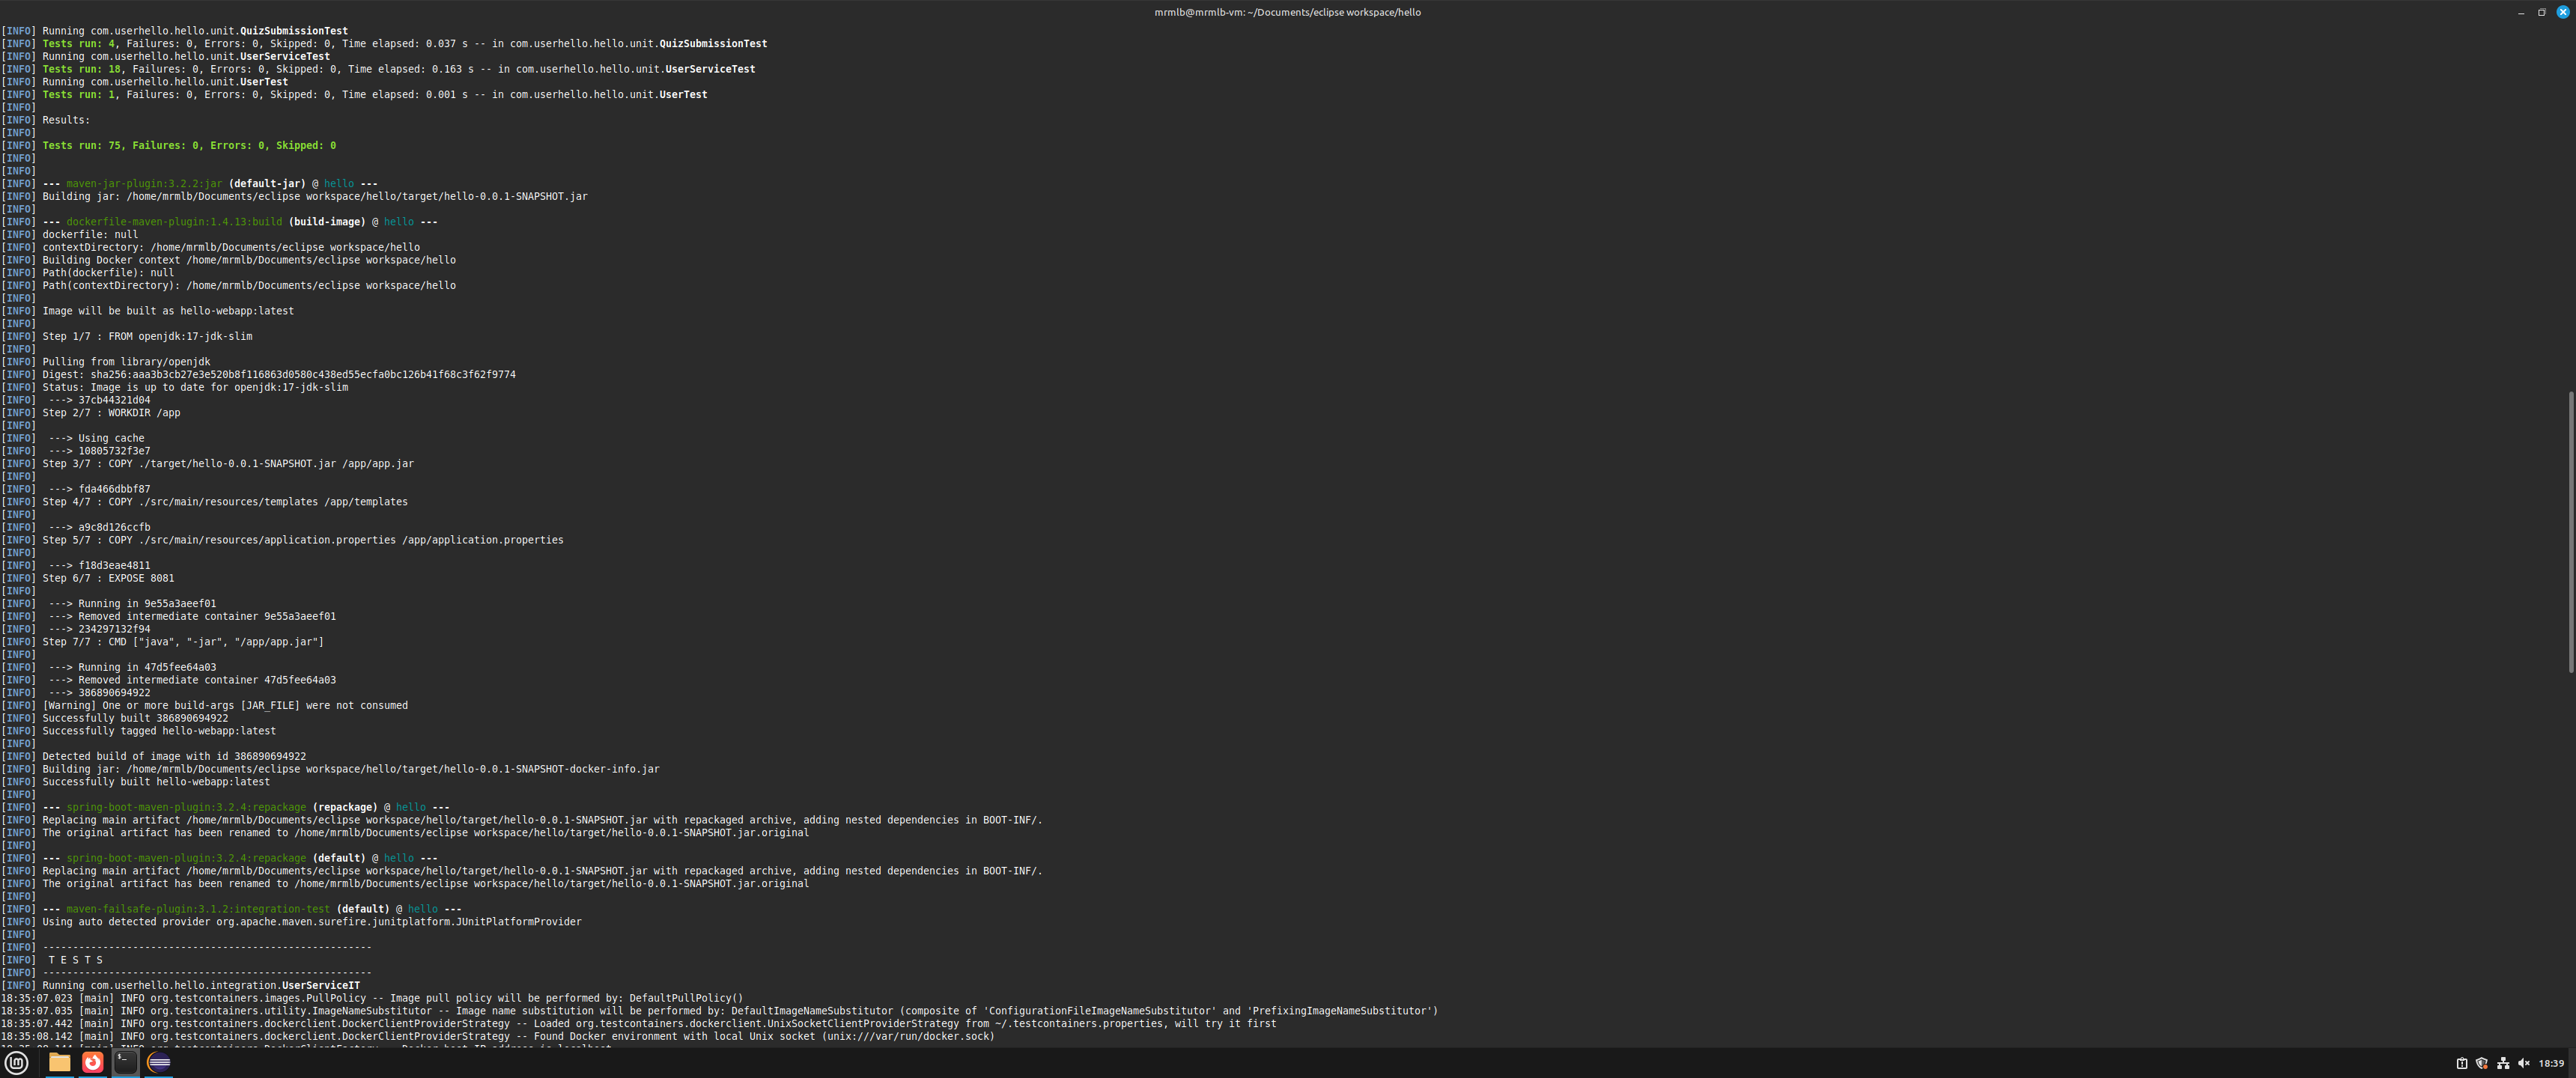 mrmlb@mrmlb-vm: ~/Documents/eclipse workspace/hello
[INFO] Running com.userhello.hello.unit.QuizSubmissionTest
[INFO] Tests run: 4, Failures: 0, Errors: 0, Skipped: 0, Time elapsed: 0.037 s -- in com.userhello.hello.unit.QuizSubmissionTest
[INFO] Running com.userhello.hello.unit.UserServiceTest
[INFO] Tests run: 18, Failures: 0, Errors: 0, Skipped: 0, Time elapsed: 0.163 s -- in com.userhello.hello.unit.UserServiceTest
[INFO] Running com.userhello.hello.unit.UserTest
[INFO] Tests run: 1, Failures: 0, Errors: 0, Skipped: 0, Time elapsed: 0.001 s -- in com.userhello.hello.unit.UserTest
[INFO]
[INFO] Results:
[INFO]
[INFO] Tests run: 75, Failures: 0, Errors: 0, Skipped: 0
[INFO]
[INFO]
[INFO] --- maven-jar-plugin:3.2.2:jar (default-jar) @ hello ---
[INFO] Building jar: /home/mrmlb/Documents/eclipse workspace/hello/target/hello-0.0.1-SNAPSHOT.jar
[INFO]
[INFO] --- dockerfile-maven-plugin:1.4.13:build (build-image) @ hello ---
[INFO] dockerfile: null
[INFO] contextDirectory: /home/mrmlb/Documents/eclipse workspace/hello
[INFO] Building Docker context /home/mrmlb/Documents/eclipse workspace/hello
[INFO] Path(dockerfile): null
[INFO] Path(contextDirectory): /home/mrmlb/Documents/eclipse workspace/hello
[INFO]
[INFO] Image will be built as hello-webapp:latest
[INFO]
[INFO] Step 1/7 : FROM openjdk:17-jdk-slim
[INFO]
[INFO] Pulling from library/openjdk
[INFO] Digest: sha256:aaa3b3cb27e3e520b8f116863d0580c438ed55ecfa0bc126b41f68c3f62f9774
[INFO] Status: Image is up to date for openjdk:17-jdk-slim
[INFO]  ---> 37cb44321d04
[INFO] Step 2/7 : WORKDIR /app
[INFO]
[INFO]  ---> Using cache
[INFO]  ---> 10805732f3e7
[INFO] Step 3/7 : COPY ./target/hello-0.0.1-SNAPSHOT.jar /app/app.jar
[INFO]
[INFO]  ---> fda466dbbf87
[INFO] Step 4/7 : COPY ./src/main/resources/templates /app/templates
[INFO]
[INFO]  ---> a9c8d126ccfb
[INFO] Step 5/7 : COPY ./src/main/resources/application.properties /app/application.properties
[INFO]
[INFO]  ---> f18d3eae4811
[INFO] Step 6/7 : EXPOSE 8081
[INFO]
[INFO]  ---> Running in 9e55a3aeef01
[INFO]  ---> Removed intermediate container 9e55a3aeef01
[INFO]  ---> 234297132f94
[INFO] Step 7/7 : CMD ["java", "-jar", "/app/app.jar"]
[INFO]
[INFO]  ---> Running in 47d5fee64a03
[INFO]  ---> Removed intermediate container 47d5fee64a03
[INFO]  ---> 386890694922
[INFO] [Warning] One or more build-args [JAR_FILE] were not consumed
[INFO] Successfully built 386890694922
[INFO] Successfully tagged hello-webapp:latest
[INFO]
[INFO] Detected build of image with id 386890694922
[INFO] Building jar: /home/mrmlb/Documents/eclipse workspace/hello/target/hello-0.0.1-SNAPSHOT-docker-info.jar
[INFO] Successfully built hello-webapp:latest
[INFO]
[INFO] --- spring-boot-maven-plugin:3.2.4:repackage (repackage) @ hello ---
[INFO] Replacing main artifact /home/mrmlb/Documents/eclipse workspace/hello/target/hello-0.0.1-SNAPSHOT.jar with repackaged archive, adding nested dependencies in BOOT-INF/.
[INFO] The original artifact has been renamed to /home/mrmlb/Documents/eclipse workspace/hello/target/hello-0.0.1-SNAPSHOT.jar.original
[INFO]
[INFO] --- spring-boot-maven-plugin:3.2.4:repackage (default) @ hello ---
[INFO] Replacing main artifact /home/mrmlb/Documents/eclipse workspace/hello/target/hello-0.0.1-SNAPSHOT.jar with repackaged archive, adding nested dependencies in BOOT-INF/.
[INFO] The original artifact has been renamed to /home/mrmlb/Documents/eclipse workspace/hello/target/hello-0.0.1-SNAPSHOT.jar.original
[INFO]
[INFO] --- maven-failsafe-plugin:3.1.2:integration-test (default) @ hello ---
[INFO] Using auto detected provider org.apache.maven.surefire.junitplatform.JUnitPlatformProvider
[INFO]
[INFO] -------------------------------------------------------
[INFO]  T E S T S
[INFO] -------------------------------------------------------
[INFO] Running com.userhello.hello.integration.UserServiceIT
18:35:07.023 [main] INFO org.testcontainers.images.PullPolicy -- Image pull policy will be performed by: DefaultPullPolicy()
18:35:07.035 [main] INFO org.testcontainers.utility.ImageNameSubstitutor -- Image name substitution will be performed by: DefaultImageNameSubstitutor (composite of 'ConfigurationFileImageNameSubstitutor' and 'PrefixingImageNameSubstitutor')
18:35:07.442 [main] INFO org.testcontainers.dockerclient.DockerClientProviderStrategy -- Loaded org.testcontainers.dockerclient.UnixSocketClientProviderStrategy from ~/.testcontainers.properties, will try it first
18:35:08.142 [main] INFO org.testcontainers.dockerclient.DockerClientProviderStrategy -- Found Docker environment with local Unix socket (unix:///var/run/docker.sock)
18:39